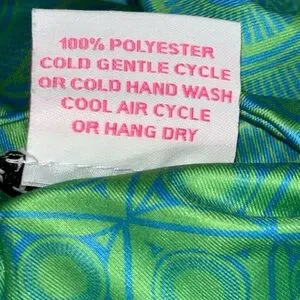 100% POLYESTER
COLD GENTLE CYCLE
OR COLD HAND WASH
COOL AIR CYCLE
OR HANG DRY